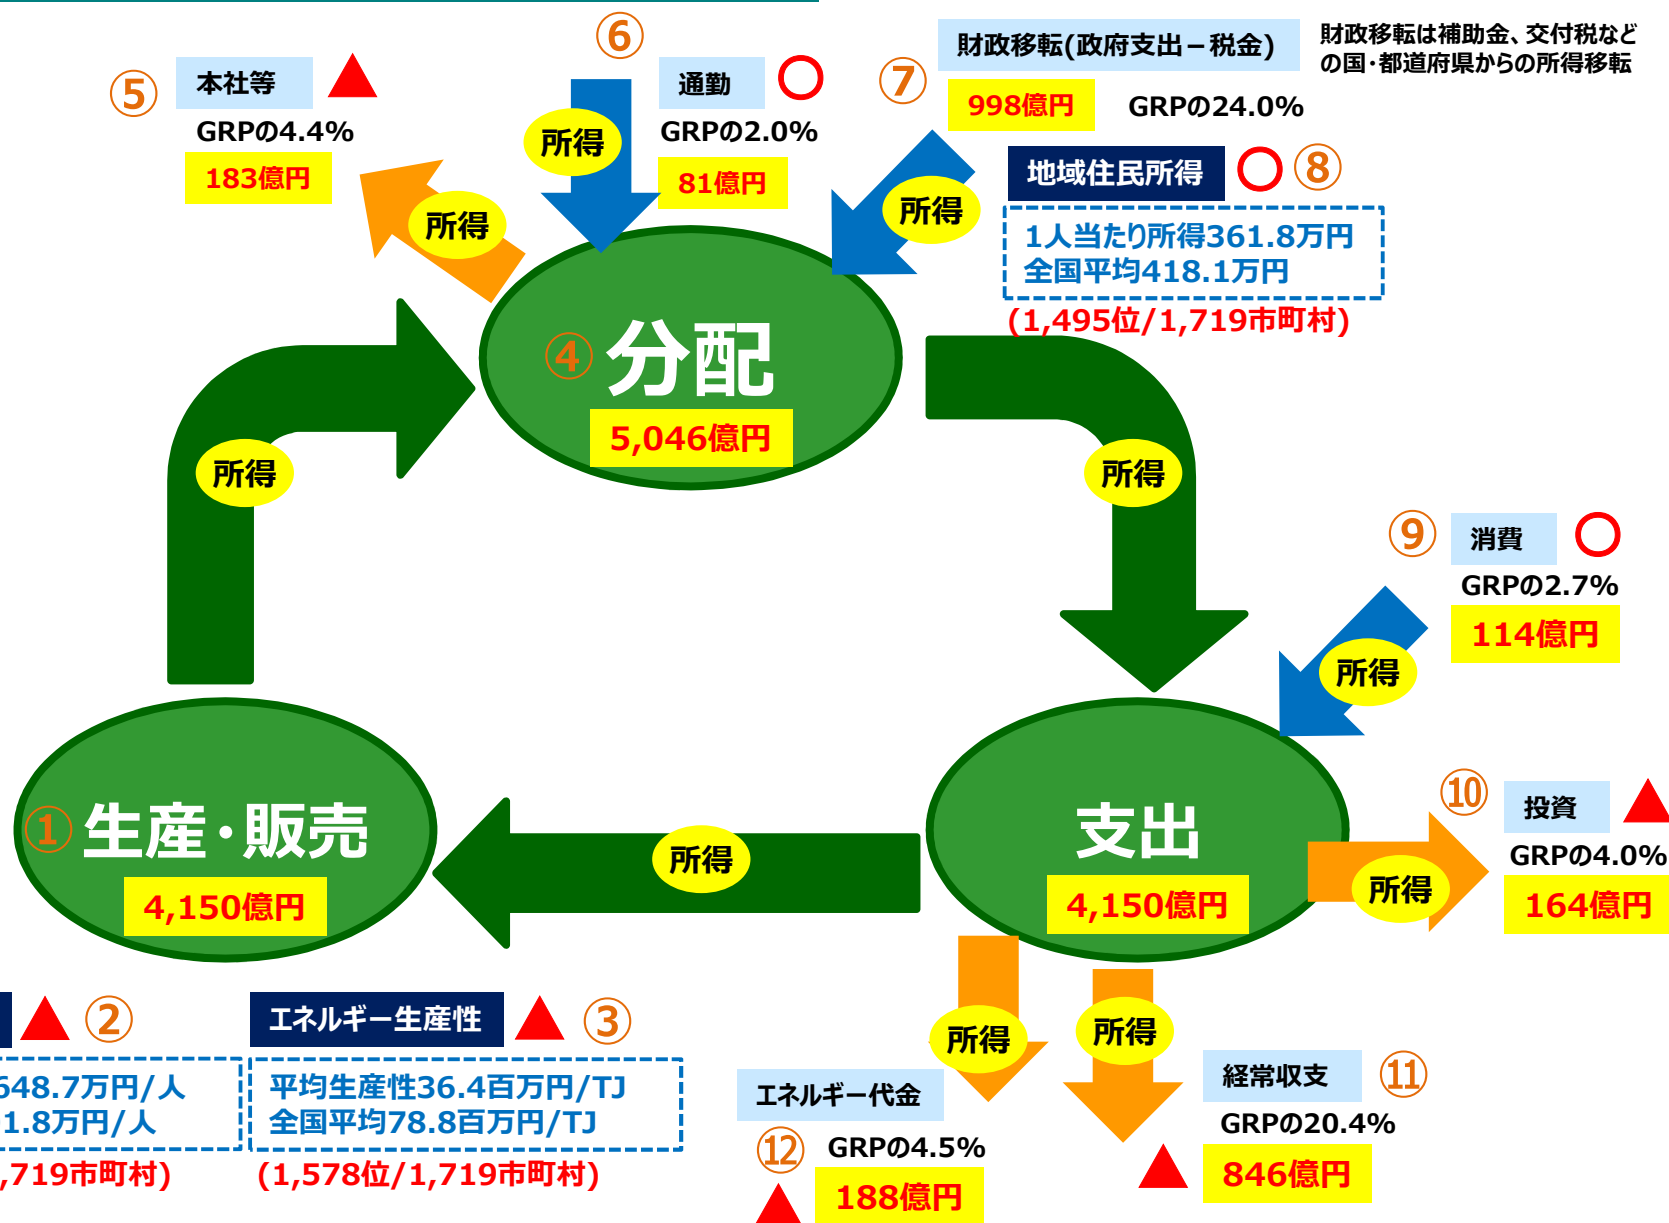 ⑥
財政移転(政府支出－税金)
財政移転は補助金、交付税など
の国・都道府県からの所得移転
⑤
本社等
通勤
⑦
GRPの4.4%
GRPの2.0%
998億円
GRPの24.0%
183億円
所得
81億円
地域住民所得
⑧
所得
所得
1人当たり所得361.8万円
全国平均418.1万円
(1,495位/1,719市町村)
④
分配
5,046億円
所得
所得
⑨
消費
GRPの2.7%
114億円
所得
①
生産・販売
4,150億円
所得
支出
4,150億円
⑩
投資
GRPの4.0%
所得
164億円
②
648.7万円/人
1.8万円/人
,719市町村)
エネルギー生産性
③
平均生産性36.4百万円/TJ
全国平均78.8百万円/TJ
(1,578位/1,719市町村)
所得
所得
エネルギー代金
⑫
GRPの4.5%
188億円
経常収支
⑪
GRPの20.4%
846億円